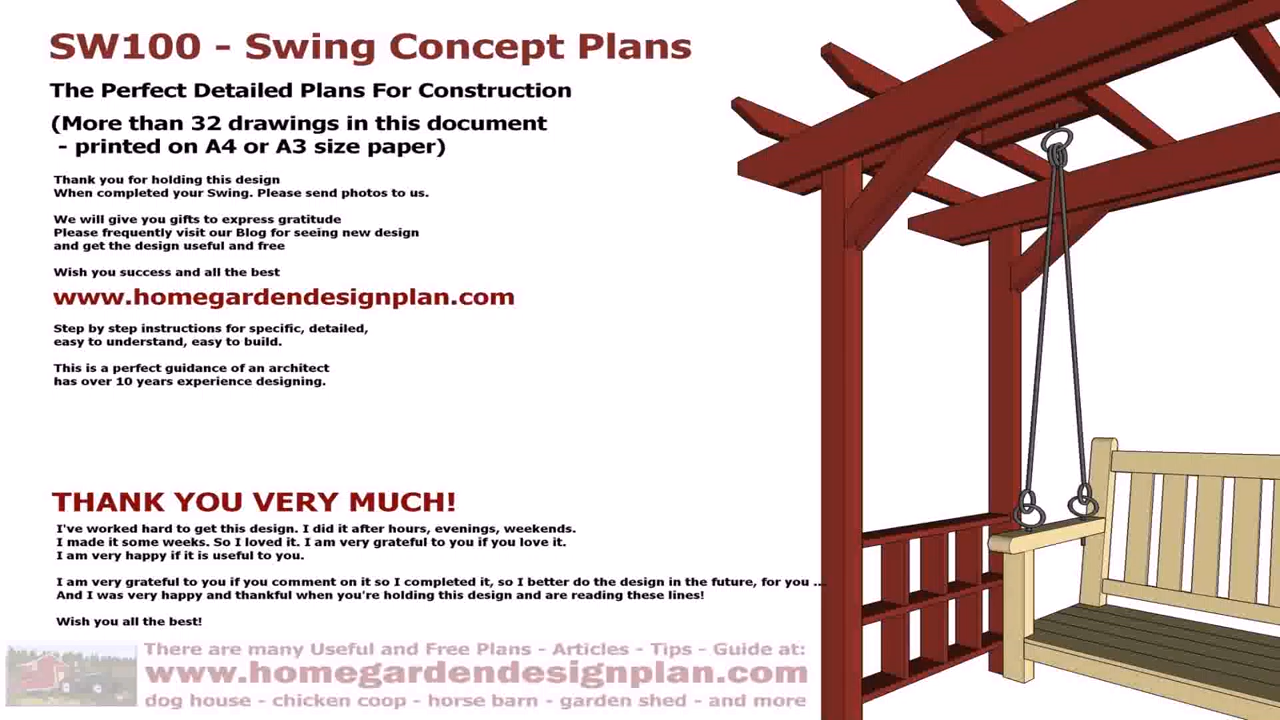 SW100 - Swing Concept Plans
The Perfect Detailed Plans For Construction
(More than 32 drawings in this document
- printed on A4 or A3 size paper)
Thank you for holding this design
When completed your Swing. Please send photos to us.
We will give you gifts to express gratitude
Please frequently visit our Blog for seeing new design
and get the design useful and free
Wish you success and all the best
www.homegardendesignplan.com
Step by step instructions for specific, detailed,
easy to understand, easy to build.
This is a perfect guidance of an architect
has over 10 years experience designing.
THANK YOU VERY MUCH!
I've worked hard to get this design. I did it after hours, evenings, weekends.
I made it some weeks. So I loved it. I am very grateful to you if you love it.
I am very happy if it is useful to you.
I am very grateful to you if you comment on it so I completed it, so I better do the design in the future, for you ...
And I was very happy and thankful when you're holding this design and are reading these lines!
Wish you all the best!
There are many Useful and Free Plans - Articles - Tips - Guide at:
www.homegardendesignplan.com
dog house - chicken coop - horse barn - garden shed - and more